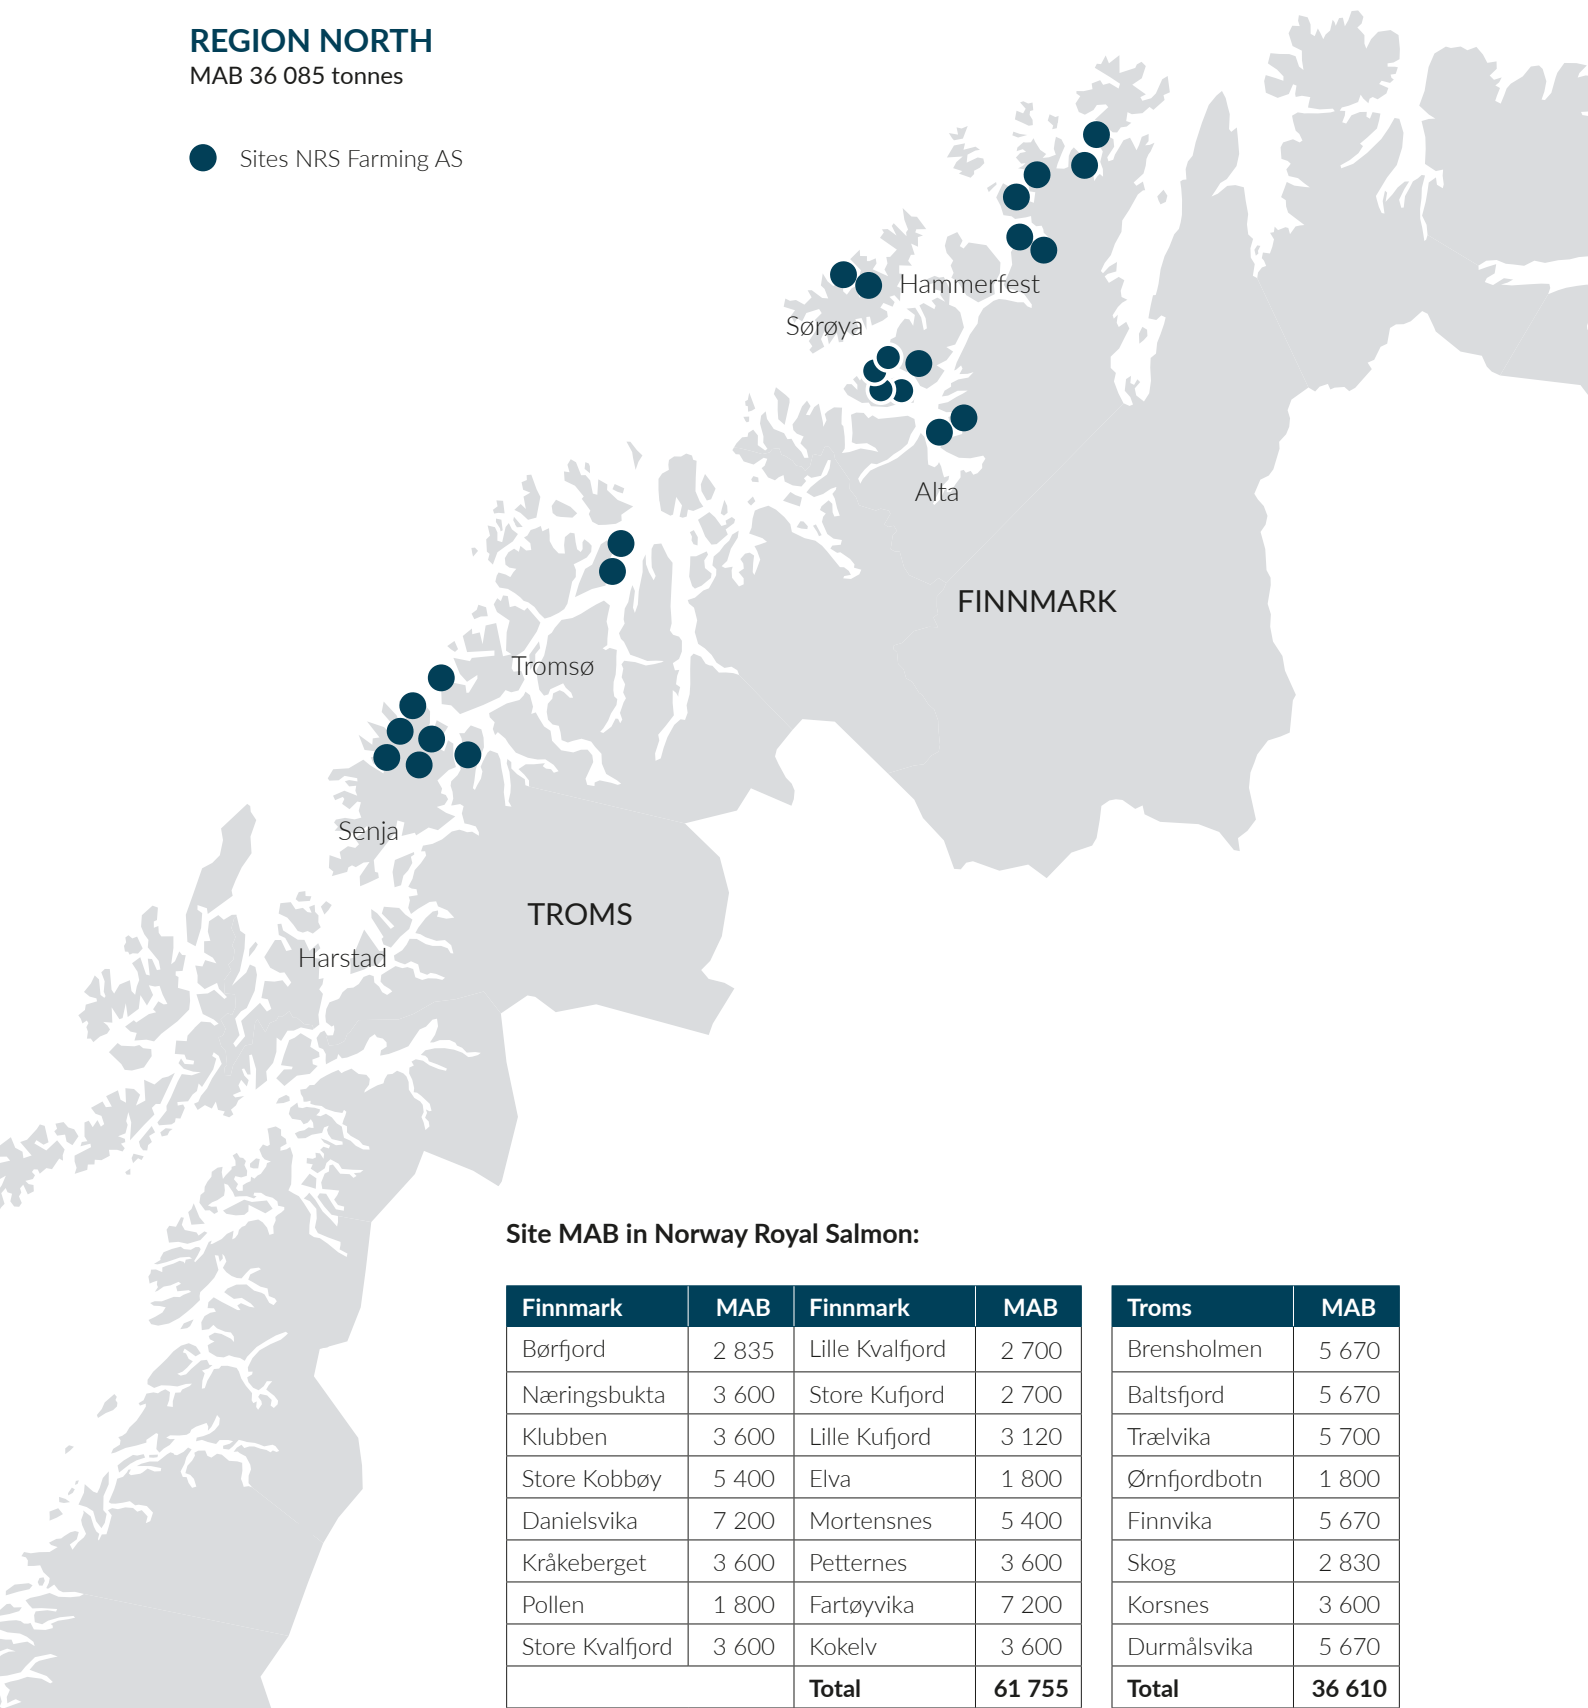 REGION NORTH
MAB 36 085 tonnes
Sites NRS Farming AS
Hammerfest
Sørøya
Alta
FINNMARK
Tromsø
Senja
TROMS
Harstad
Site MAB in Norway Royal Salmon:
Finnmark MAB Finnmark MAB Troms MAB
Børfjord 2 835 Lille Kvalfjord 2 700 Brensholmen 5 670
Næringsbukta 3 600 Store Kufjord 2 700 Baltsfjord 5 670
Klubben 3 600 Lille Kufjord 3 120 Trælvika 5 700
Store Kobbøy 5 400 Elva 1 800 Ørnfjordbotn 1 800
Danielsvika 7 200 Mortensnes 5 400 Finnvika 5 670
Kråkeberget 3 600 Petternes 3 600 Skog 2 830
Pollen 1 800 Fartøyvika 7 200 Korsnes 3 600
Store Kvalfjord 3 600 Kokelv 3 600 Durmålsvika 5 670
Total 61 755 Total 36 610